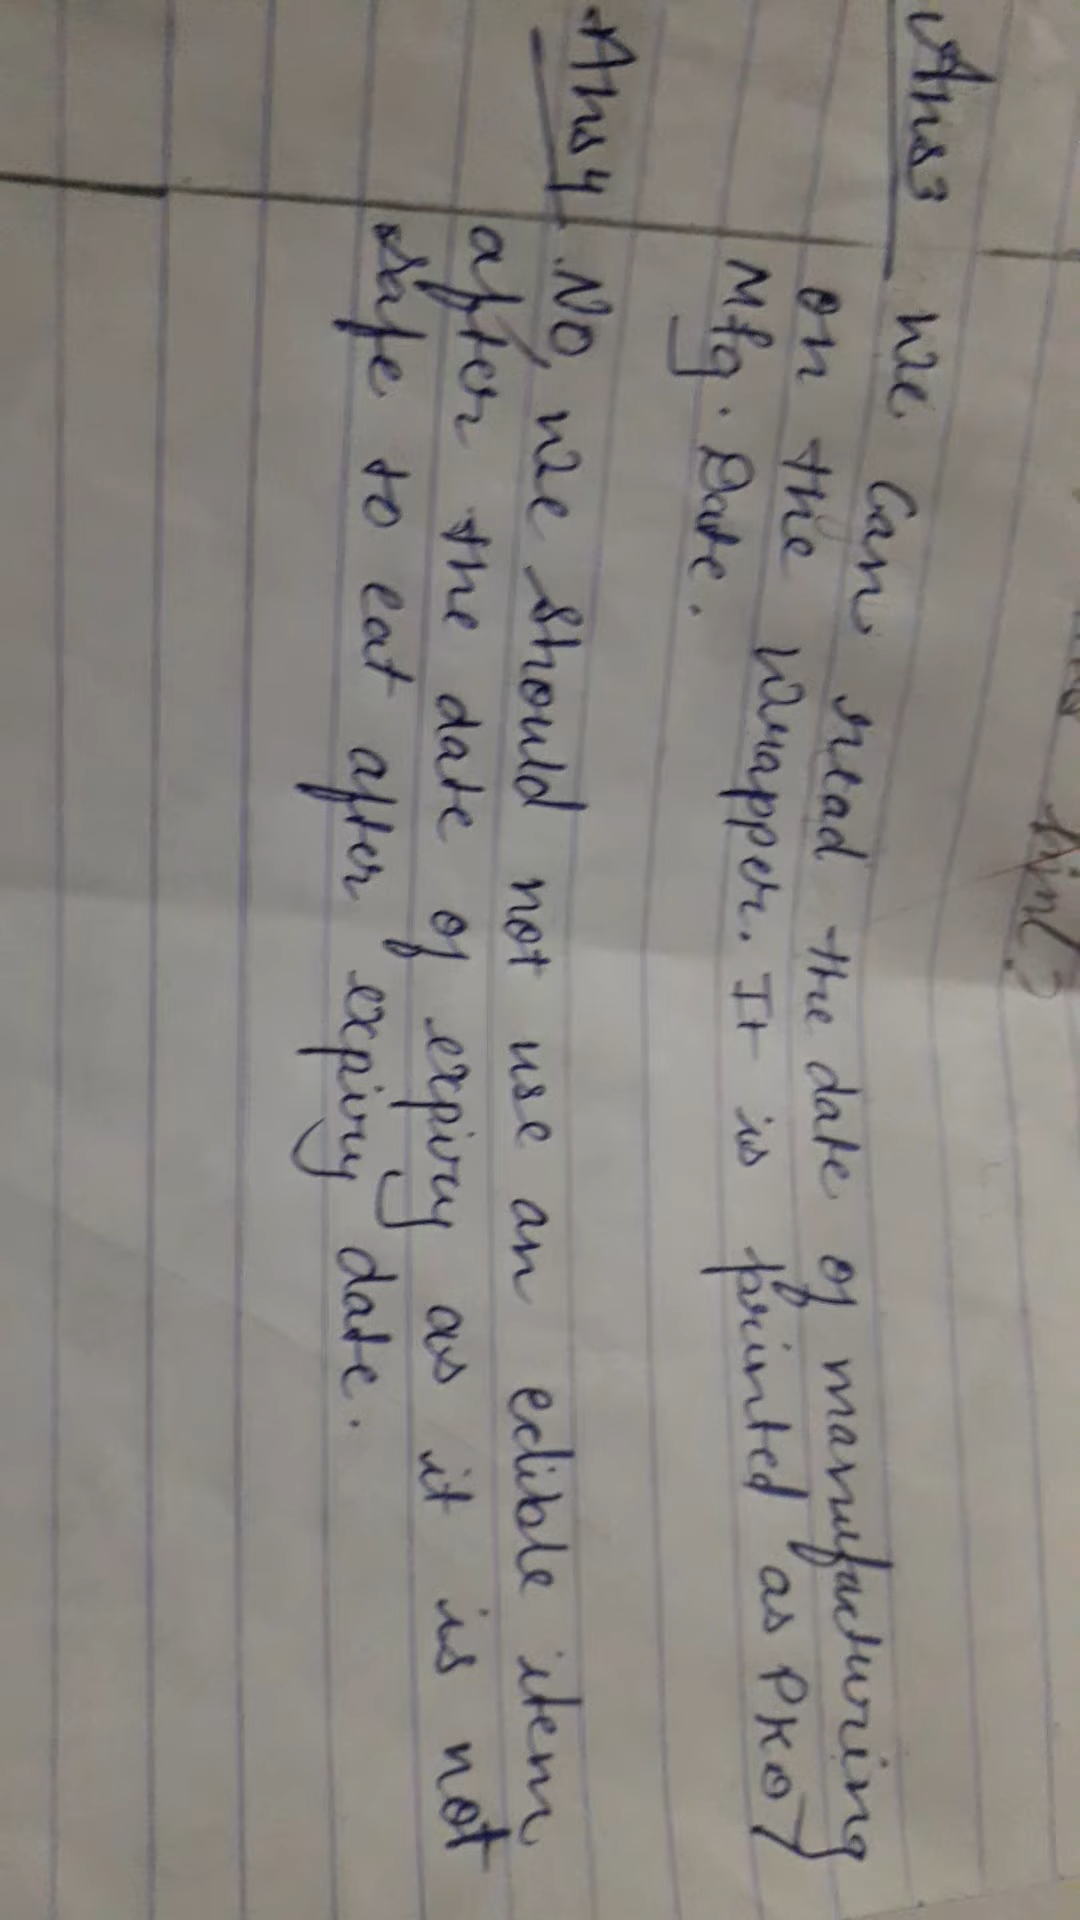 Ans3 We Can read the date of manufacturing
on the wrapper. It is printed as PKD/
Mfg. Date.
Ans4. No, we should not use an edible item
after the date of expiry as it is not
safe to eat after expiry date.